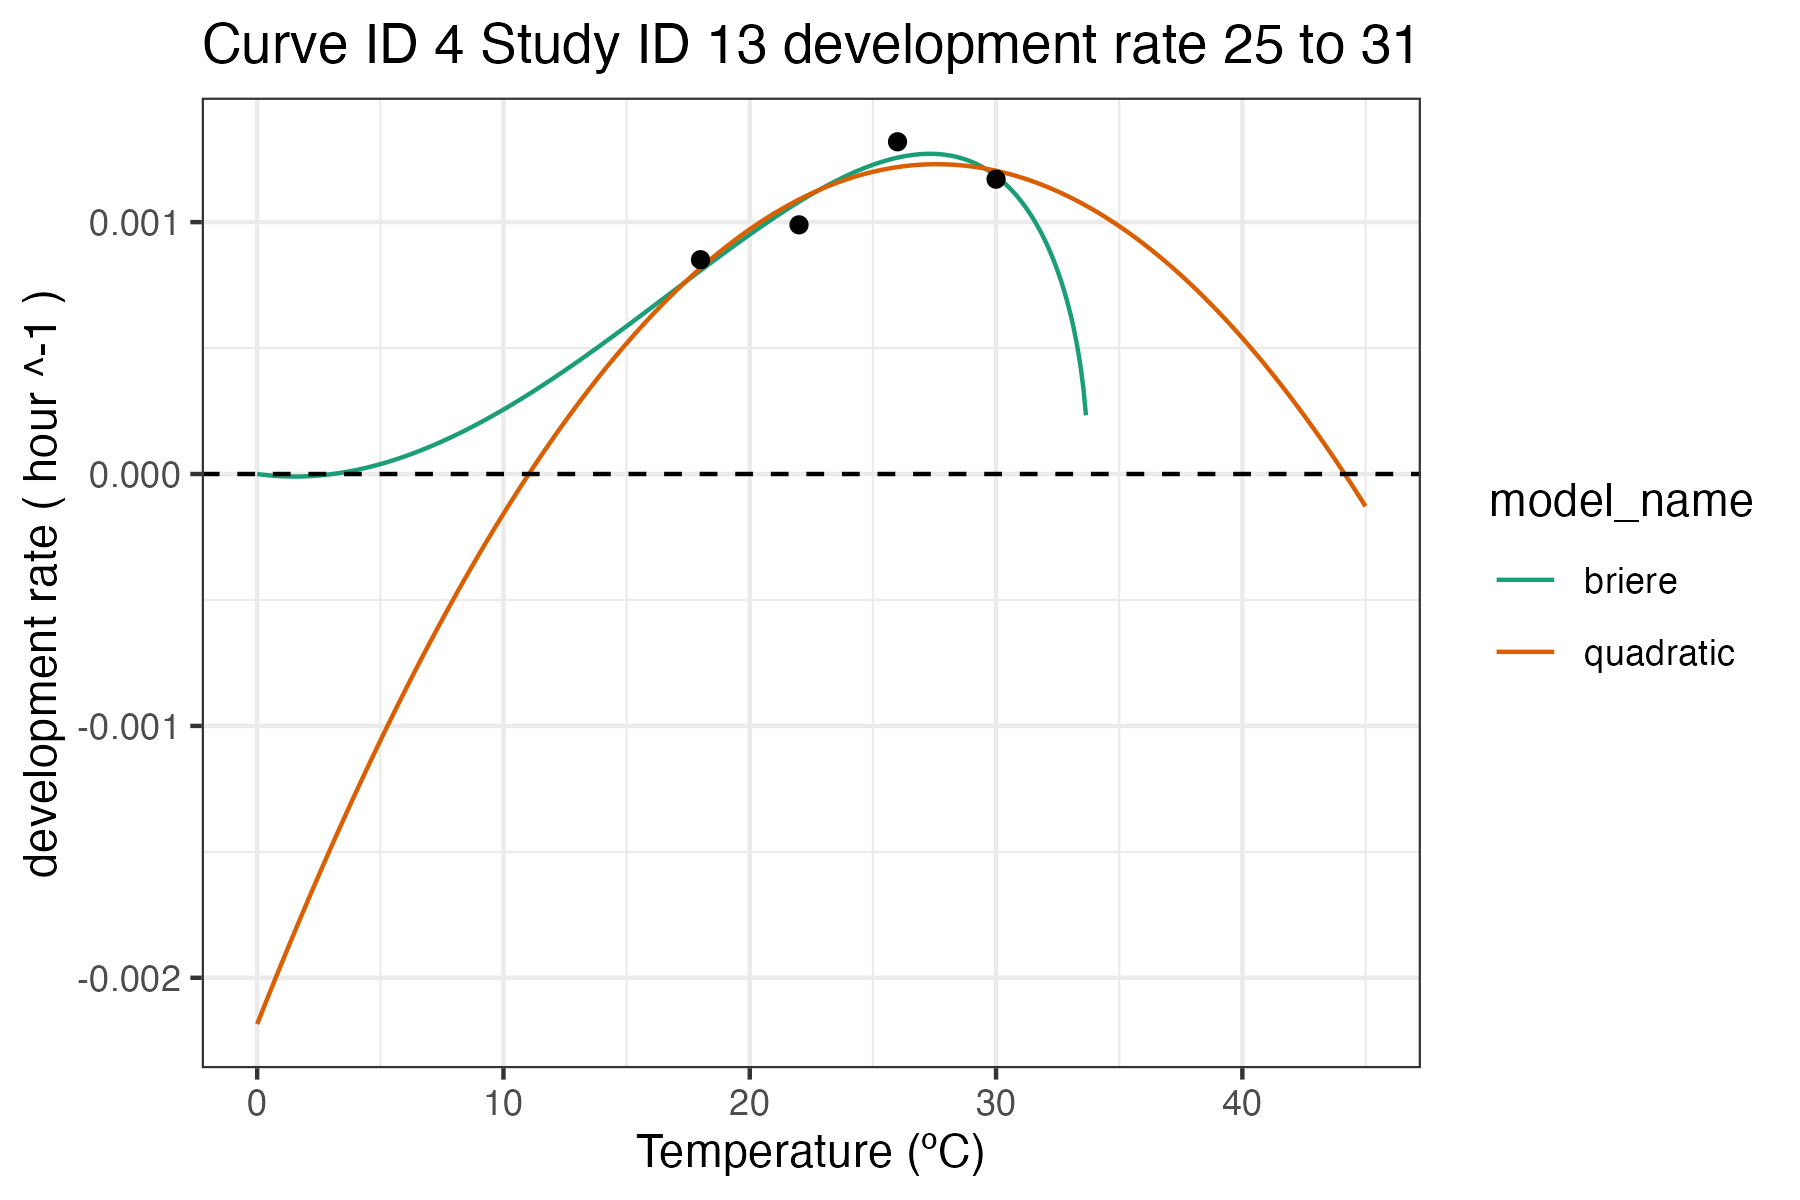 Curve ID 4 Study ID 13 development rate 25 to 31
development rate ( hour ^-1 )
0.001
0.000
-0.001
-0.002
0
10
20
30
40
Temperature (ºC)
model_name
briere
quadratic